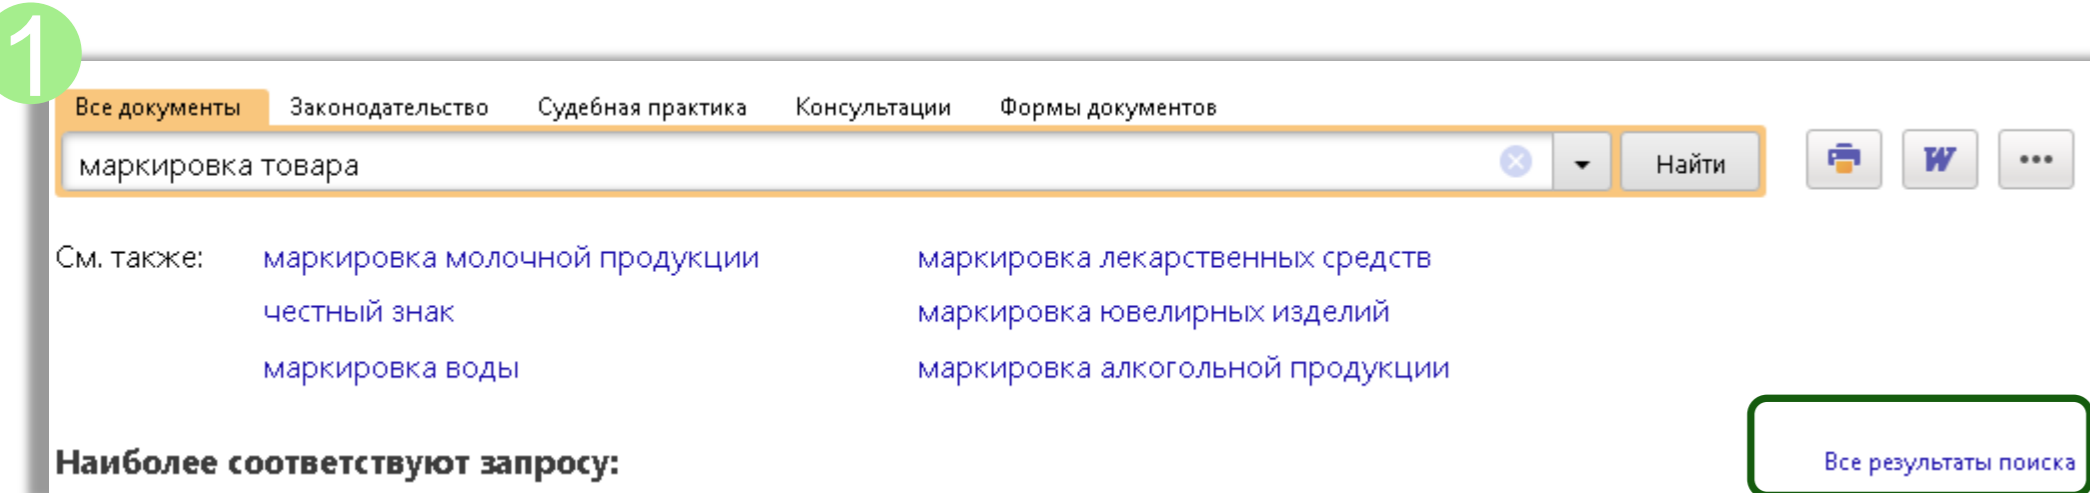 1
Все документы Законодательство Судебная практика Консультации Формы документов
маркировка товара Найти W
См. также: маркировка молочной продукции маркировка лекарственных средств
честный знак маркировка ювелирных изделий
маркировка воды маркировка алкогольной продукции
Наиболее соответствуют запросу: Все результаты поиска